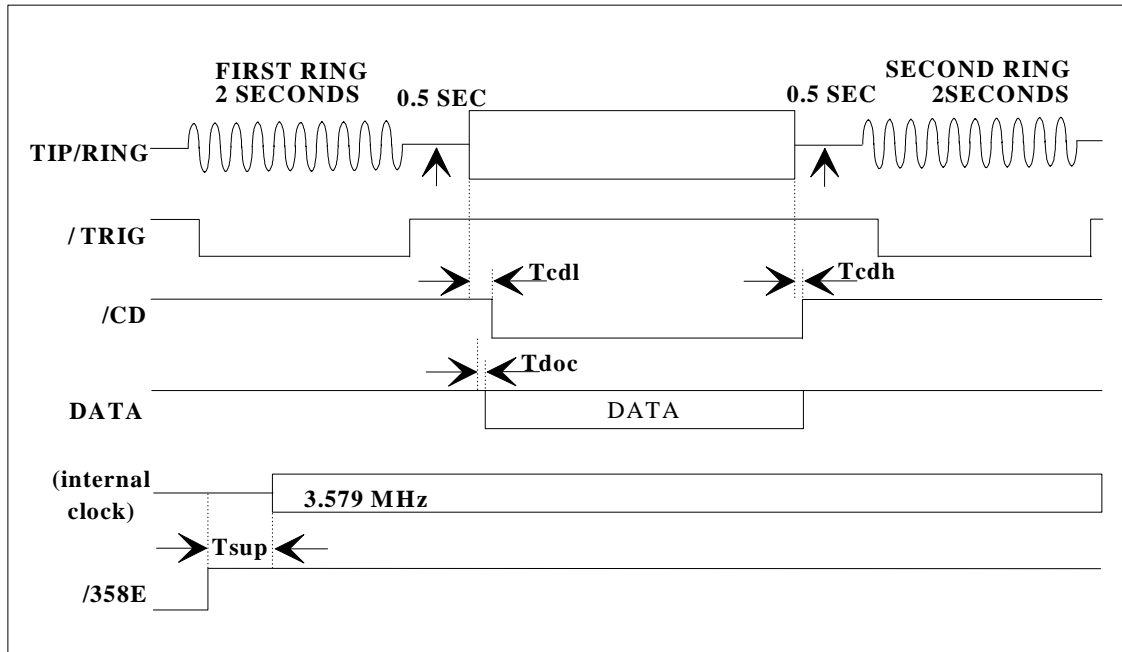 FIRST RING
2 SECONDS
0.5 SEC
0.5 SEC
SECOND RING
2SECONDS
TIP/RING
/ TRIG
Tcdl
Tcdh
/CD
Tdoc
DATA
DATA
(internal
clock)
3.579 MHz
Tsup
/358E